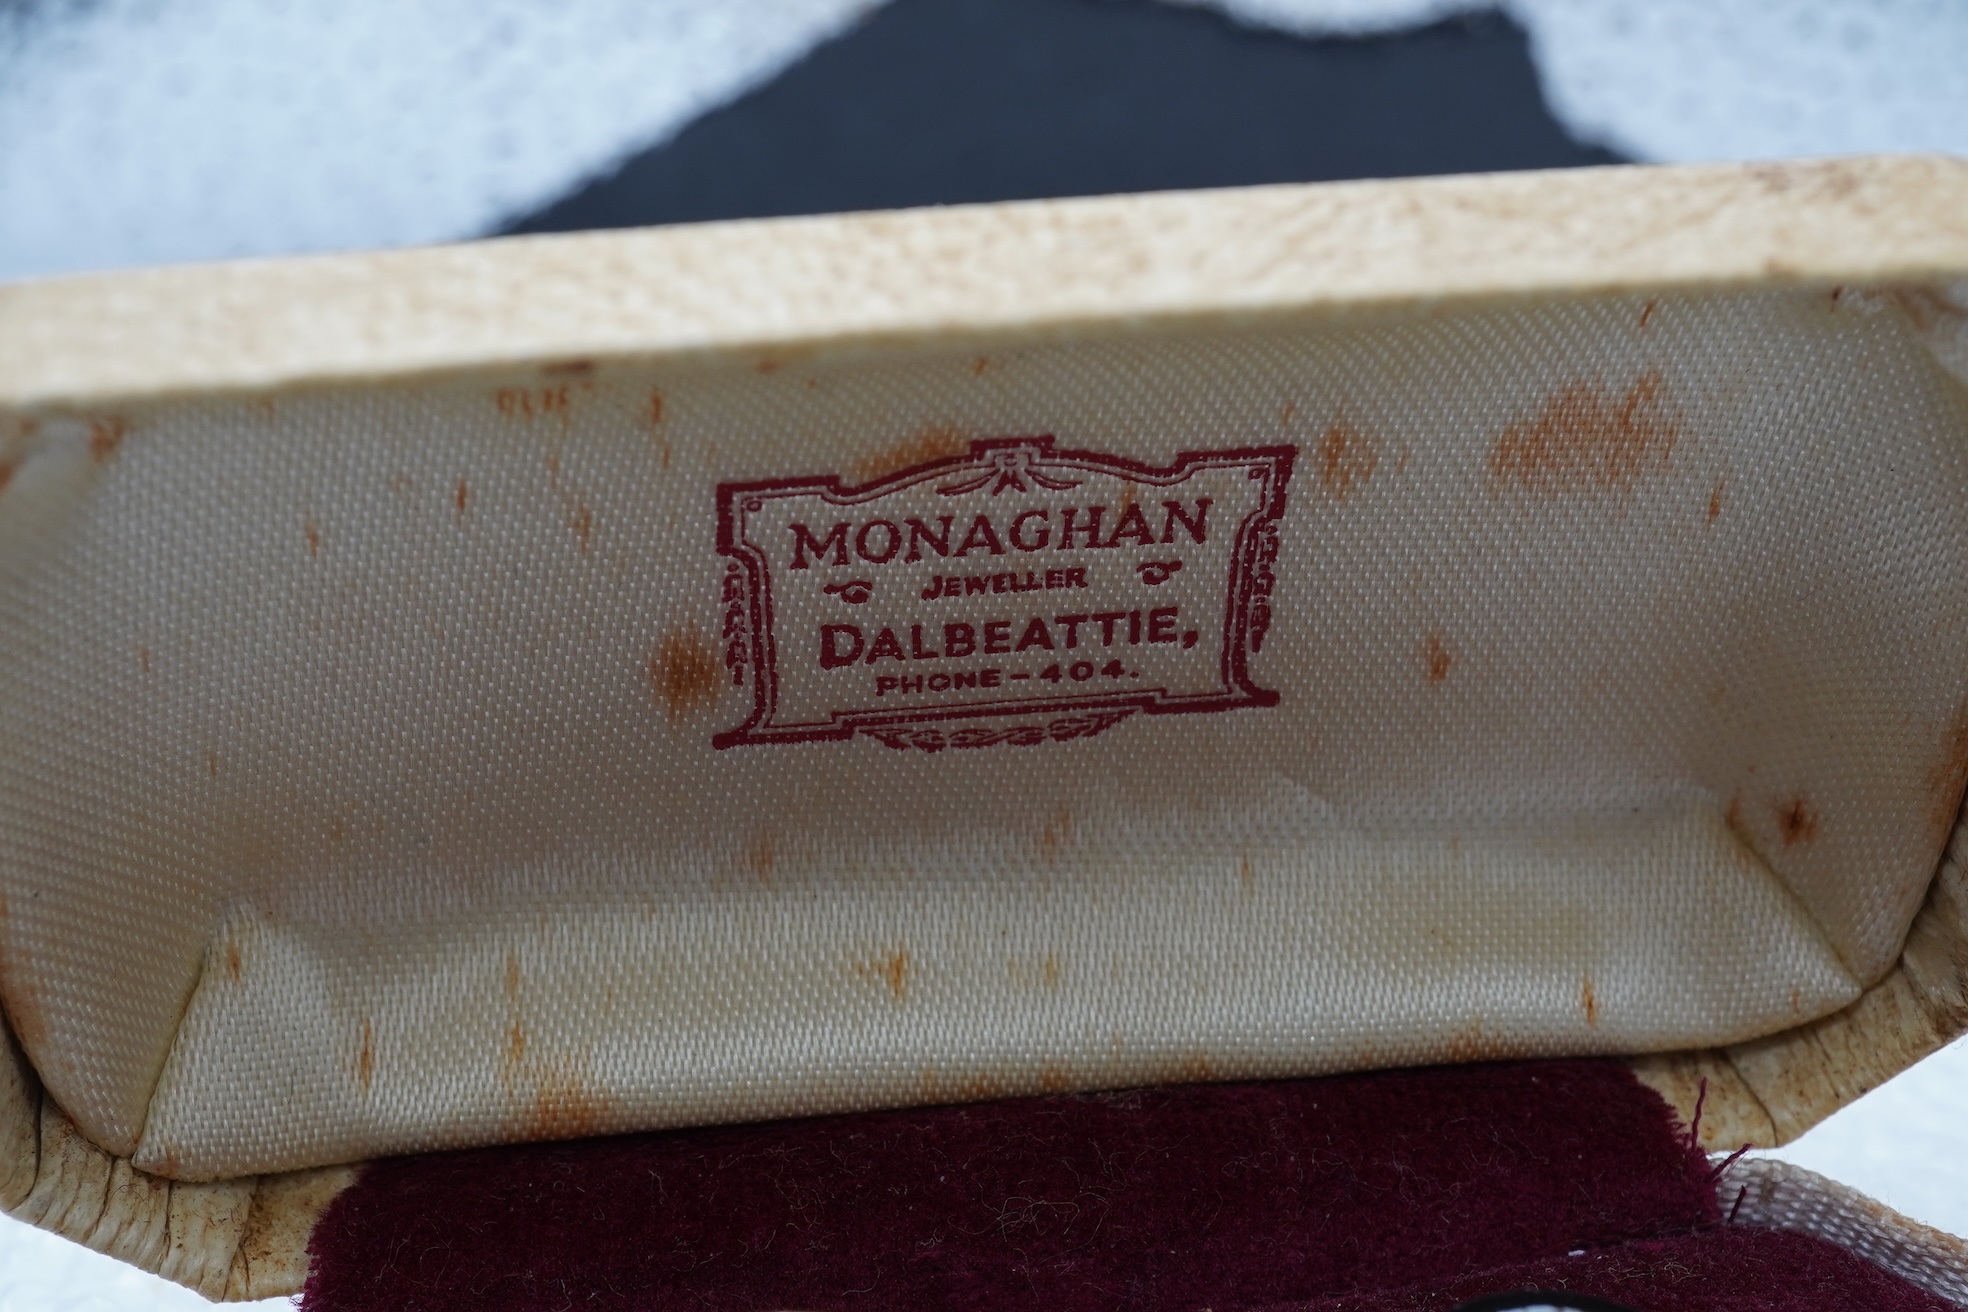 MONAGHAN
JEWELLER
DALBEATTIE,
PHONE-404.